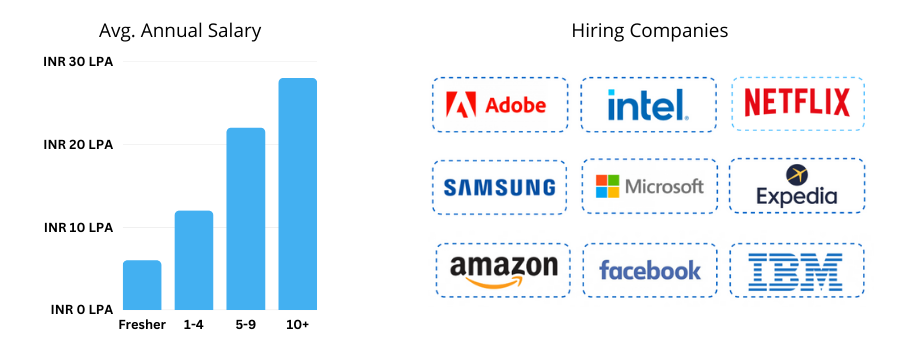 Avg. Annual Salary
INR 30 LPA
INR 20 LPA
INR 10 LPA
INR 0 LPA
Fresher 1-4 5-9 10+
Hiring Companies
Adobe intel. NETFLIX
SAMSUNG Microsoft Expedia
amazon facebook IBM